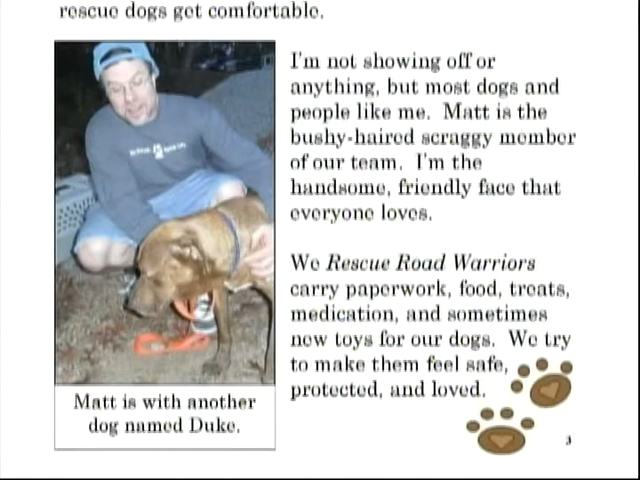 rescue dogs get comfortable.
I'm not showing off or
anything, but most dogs and
people like me. Matt is the
bushy-haired scraggy member
of our team. I'm the
handsome, friendly face that
everyone loves.
We Rescue Road Warriors
carry paperwork, food, treats,
medication, and sometimes
new toys for our dogs. We try
to make them feel safe,
protected, and loved.
Matt is with another
dog named Duke.
3